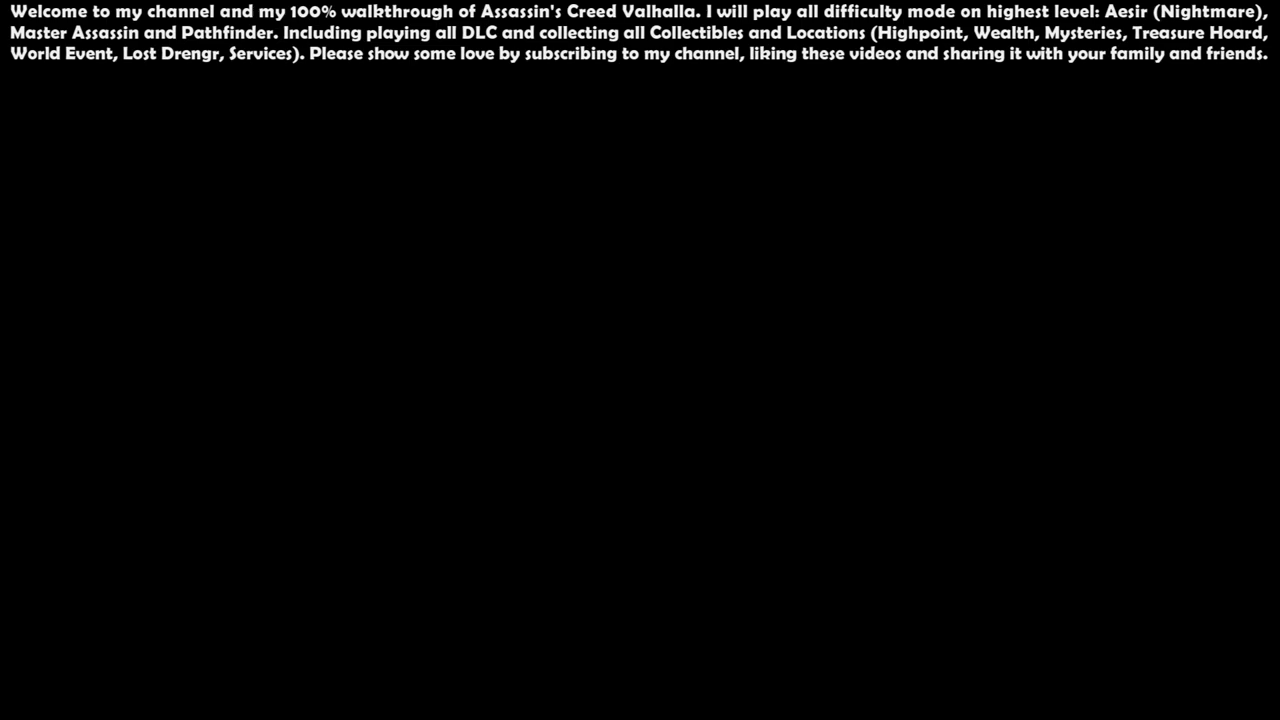 Welcome to my channel and my 100% walkthrough of Assassin's Creed Valhalla. I will play all difficulty mode on highest level: Aesir (Nightmare),
Master Assassin and Pathfinder. Including playing all DLC and collecting all Collectibles and Locations (Highpoint, Wealth, Mysteries, Treasure Hoard,
World Event, Lost Drengr, Services). Please show some love by subscribing to my channel, liking these videos and sharing it with your family and friends.